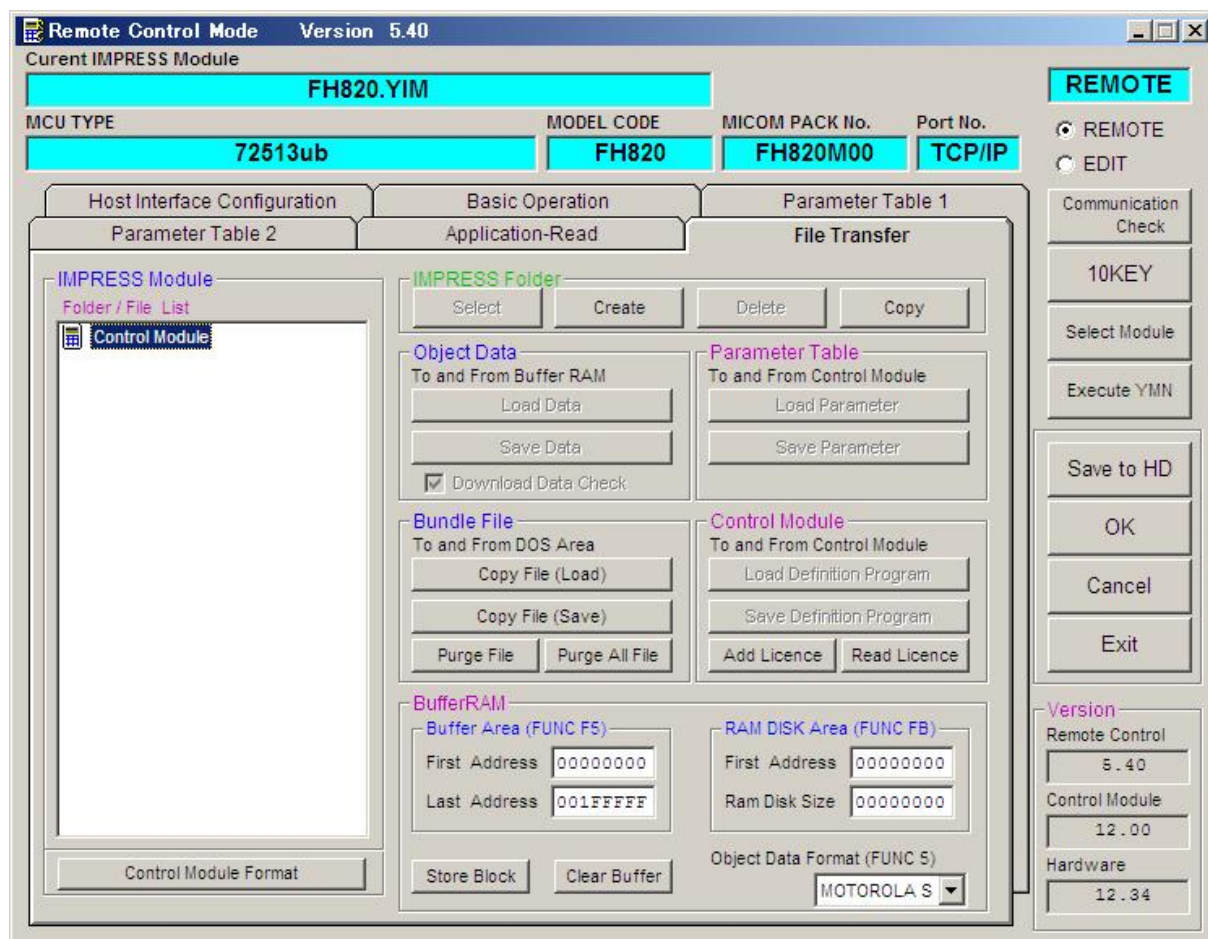 Remote Control Mode Version 5.40
Curent IMPRESS Module
FH820.YIM
REMOTE
MCU TYPE MODEL CODE MICOM PACK No. Port No.
72513ub FH820 FH820M00 TCP/IP
REMOTE
EDIT
Host Interface Configuration Basic Operation Parameter Table 1
Parameter Table 2 Application-Read File Transfer
IMPRESS Module
Folder / File List
Control Module
Control Module Format
IMPRESS Folder
Select Create Delete Copy
Object Data
To and From Buffer RAM
Load Data
Save Data
Download Data Check
Parameter Table
To and From Control Module
Load Parameter
Save Parameter
Bundle File
To and From DOS Area
Copy File (Load)
Copy File (Save)
Purge File Purge All File
Control Module
To and From Control Module
Load Definition Program
Save Definition Program
Add Licence Read Licence
BufferRAM
Buffer Area (FUNC F5)
First Address 00000000
Last Address 001FFFFF
RAM DISK Area (FUNC FB)
First Address 00000000
Ram Disk Size 00000000
Store Block Clear Buffer
Object Data Format (FUNC 5)
MOTOROLA S
Communication
Check
10KEY
Select Module
Execute YMN
Save to HD
OK
Cancel
Exit
Version
Remote Control
5.40
Control Module
12.00
Hardware
12.34